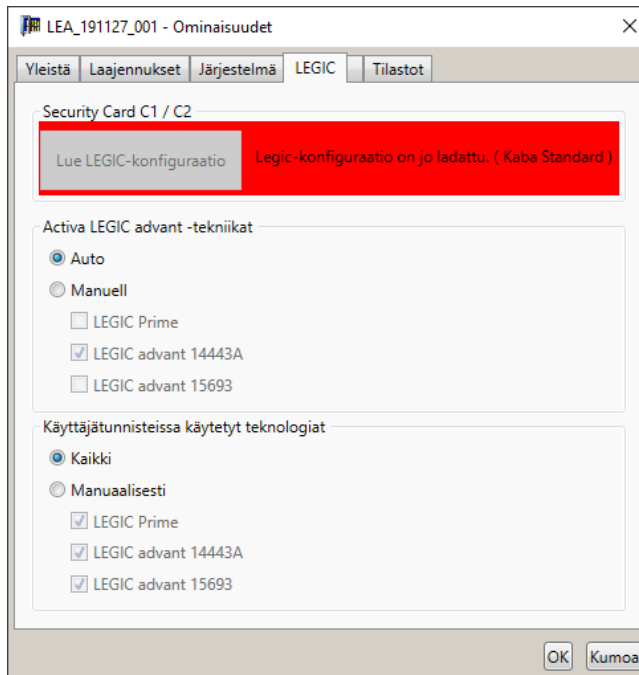 LEA_191127_001 - Ominaisuudet
Yleistä Laajennukset Järjestelmä LEGIC Tilastot
Security Card C1 / C2
Lue LEGIC-konfiguraatio Legic-konfiguraatio on jo ladattu. ( Kaba Standard )
Activa LEGIC advant -tekniikat
Auto
Manuell
LEGIC Prime
LEGIC advant 14443A
LEGIC advant 15693
Käyttäjätunnisteissa käytetyt teknologiat
Kaikki
Manuaalisesti
LEGIC Prime
LEGIC advant 14443A
LEGIC advant 15693
OK Kumoa